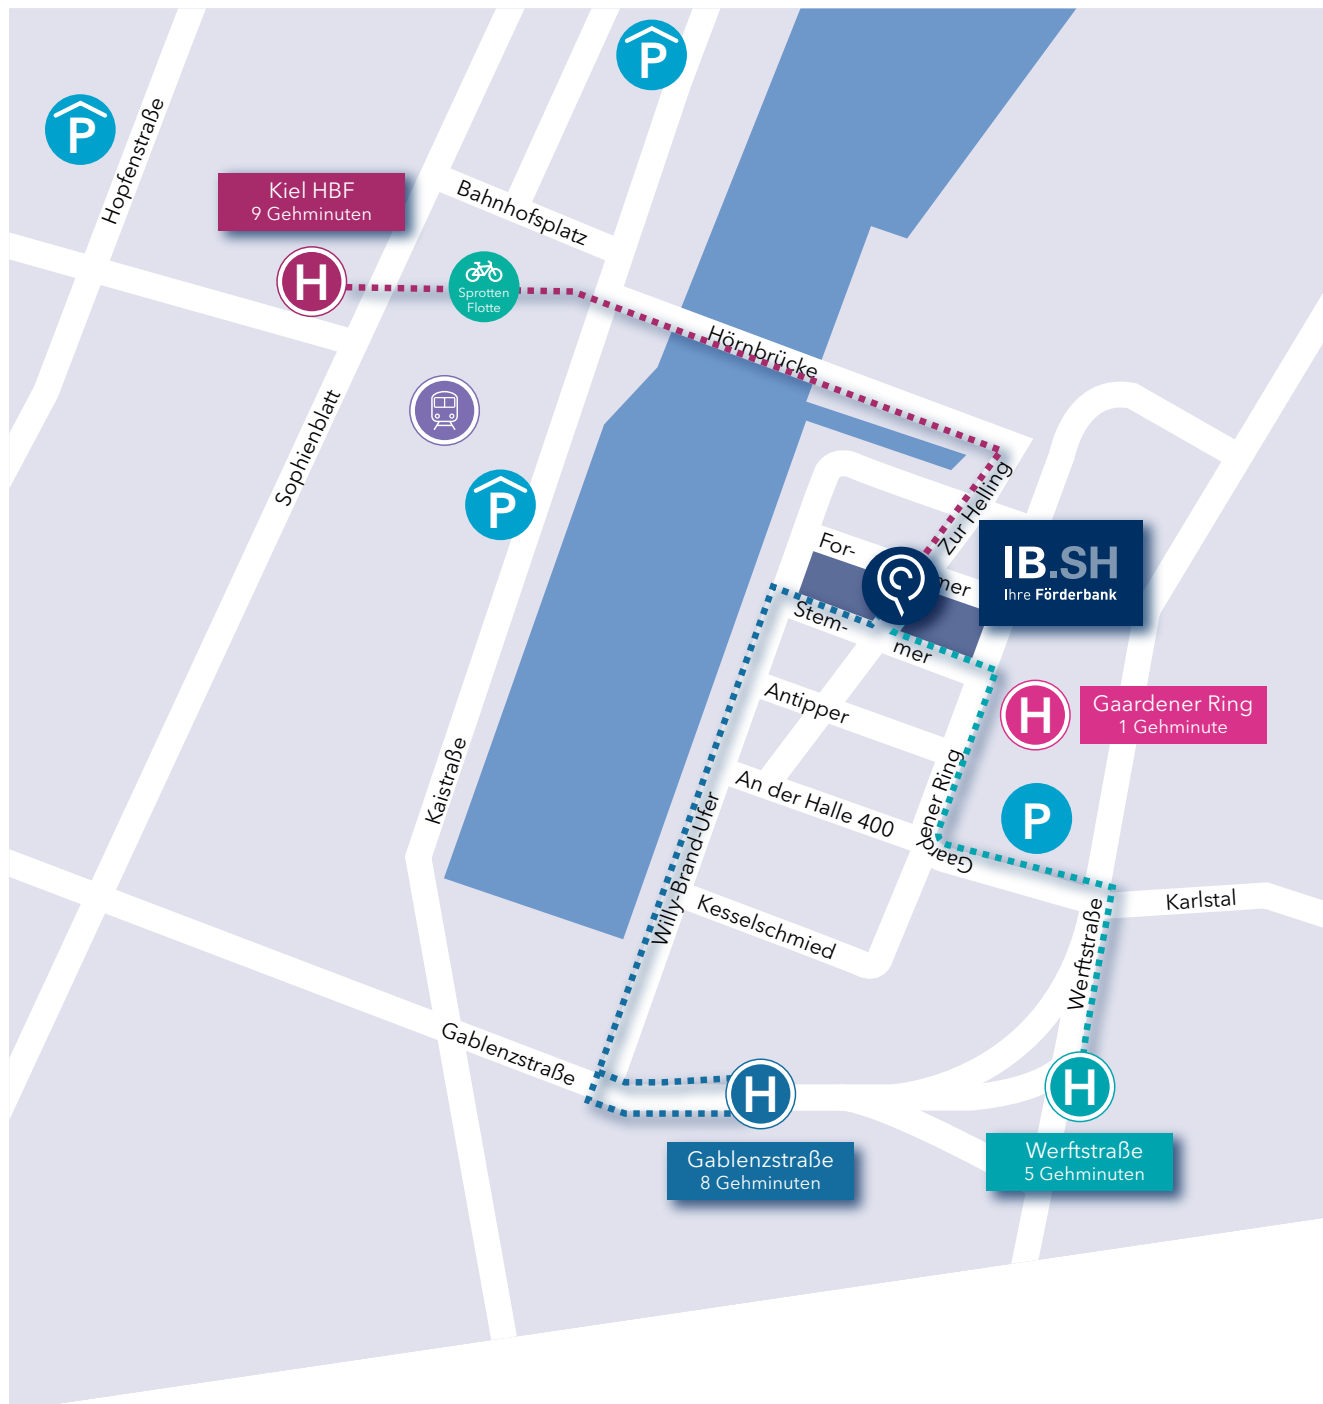 P
P
Hopfenstraße
Kiel HBF
9 Gehminuten
Bahnhofsplatz
H
Sprotten
Flotte
Hörnbrücke
Sophienblatt
P
Zur Helling
For-
mer
IB.SH
Ihre Förderbank
Stem-
mer
Antipper
H
Gaardener Ring
1 Gehminute
Kaistraße
An der Halle 400
Gaardener Ring
P
Willy-Brand-Ufer
Kesselschmied
Karlstal
Werftstraße
Gablenzstraße
H
H
Gablenzstraße
8 Gehminuten
Werftstraße
5 Gehminuten